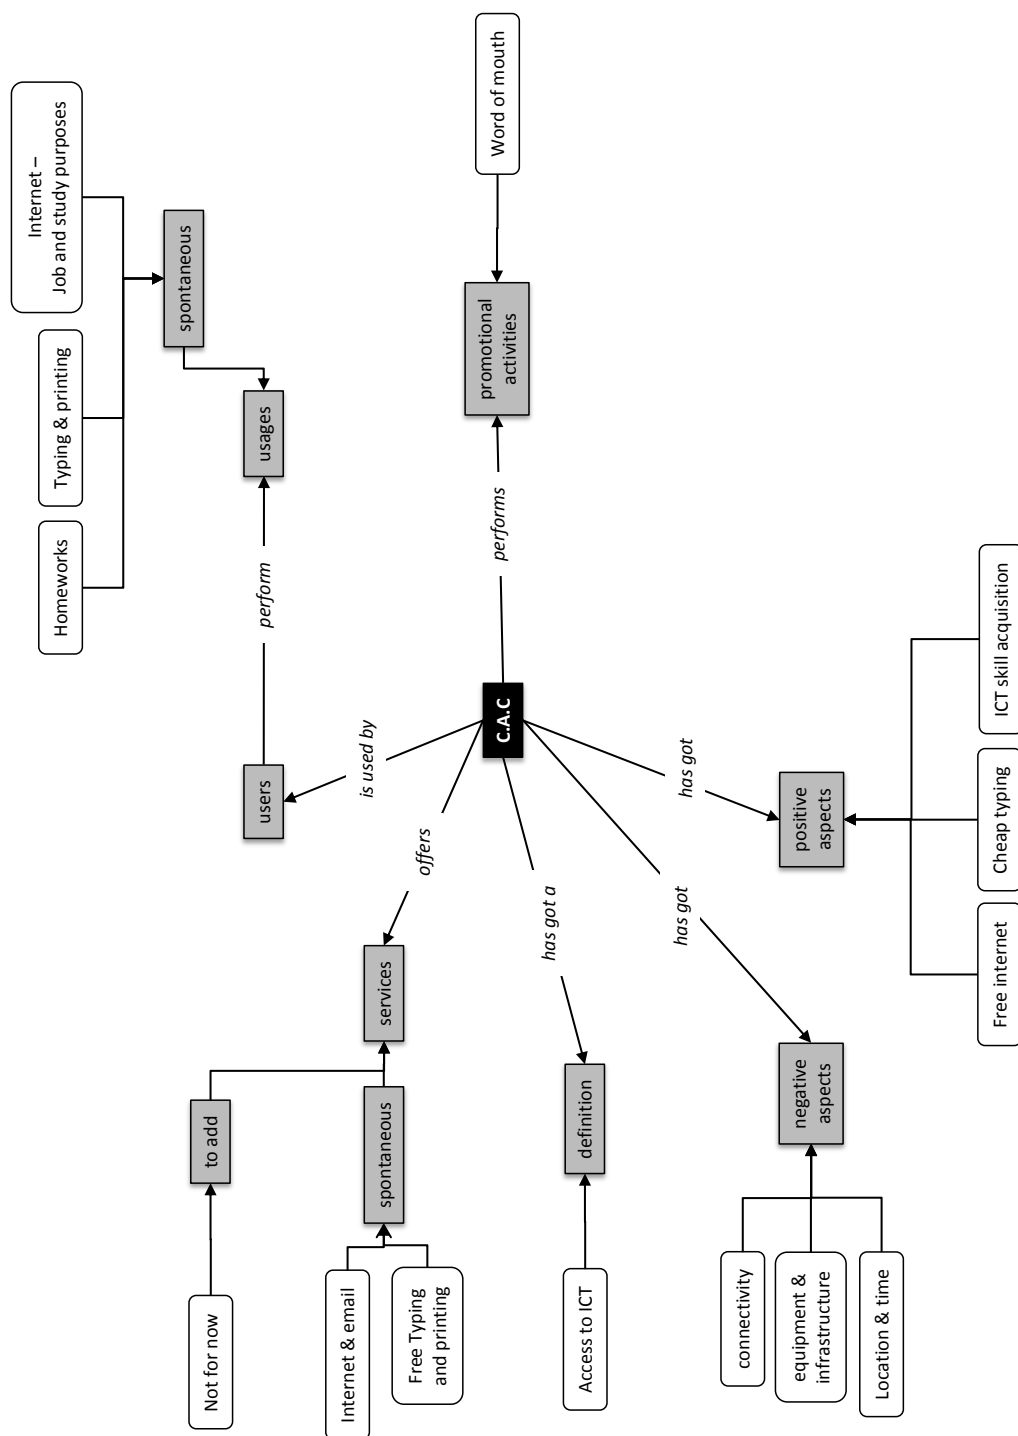 Not for now
to add
Internet & email
Free Typing
and printing
spontaneous
services
offers
Homeworks
Typing & printing
Internet –
Job and study purposes
spontaneous
usages
perform
users
is used by
Access to ICT
definition
has got a
C.A.C
performs
promotional
activities
Word of mouth
connectivity
equipment &
infrastructure
Location & time
negative
aspects
has got
has got
positive
aspects
Free internet
Cheap typing
ICT skill acquisition